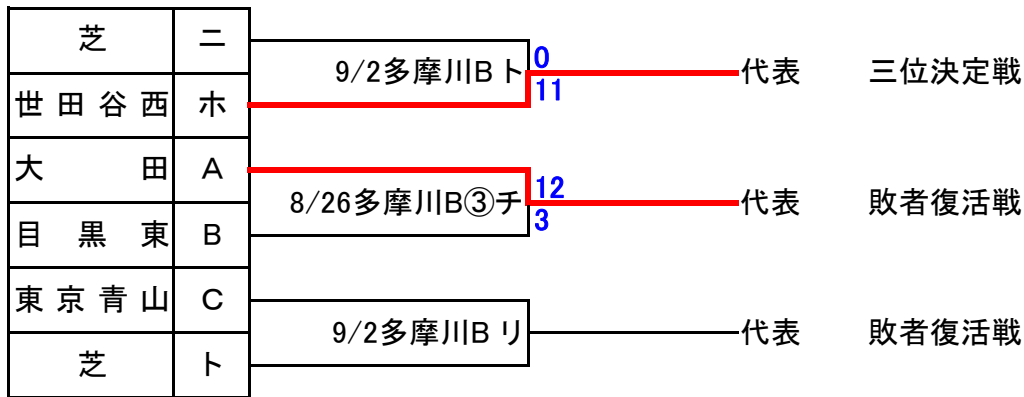 芝 ニ
9/2多摩川B ト 0 代表 三位決定戦
11
世田谷西 ホ
大田 A
8/26多摩川B③チ 12 代表 敗者復活戦
3
目黒東 B
東京青山 C
9/2多摩川B リ 代表 敗者復活戦
芝 ト